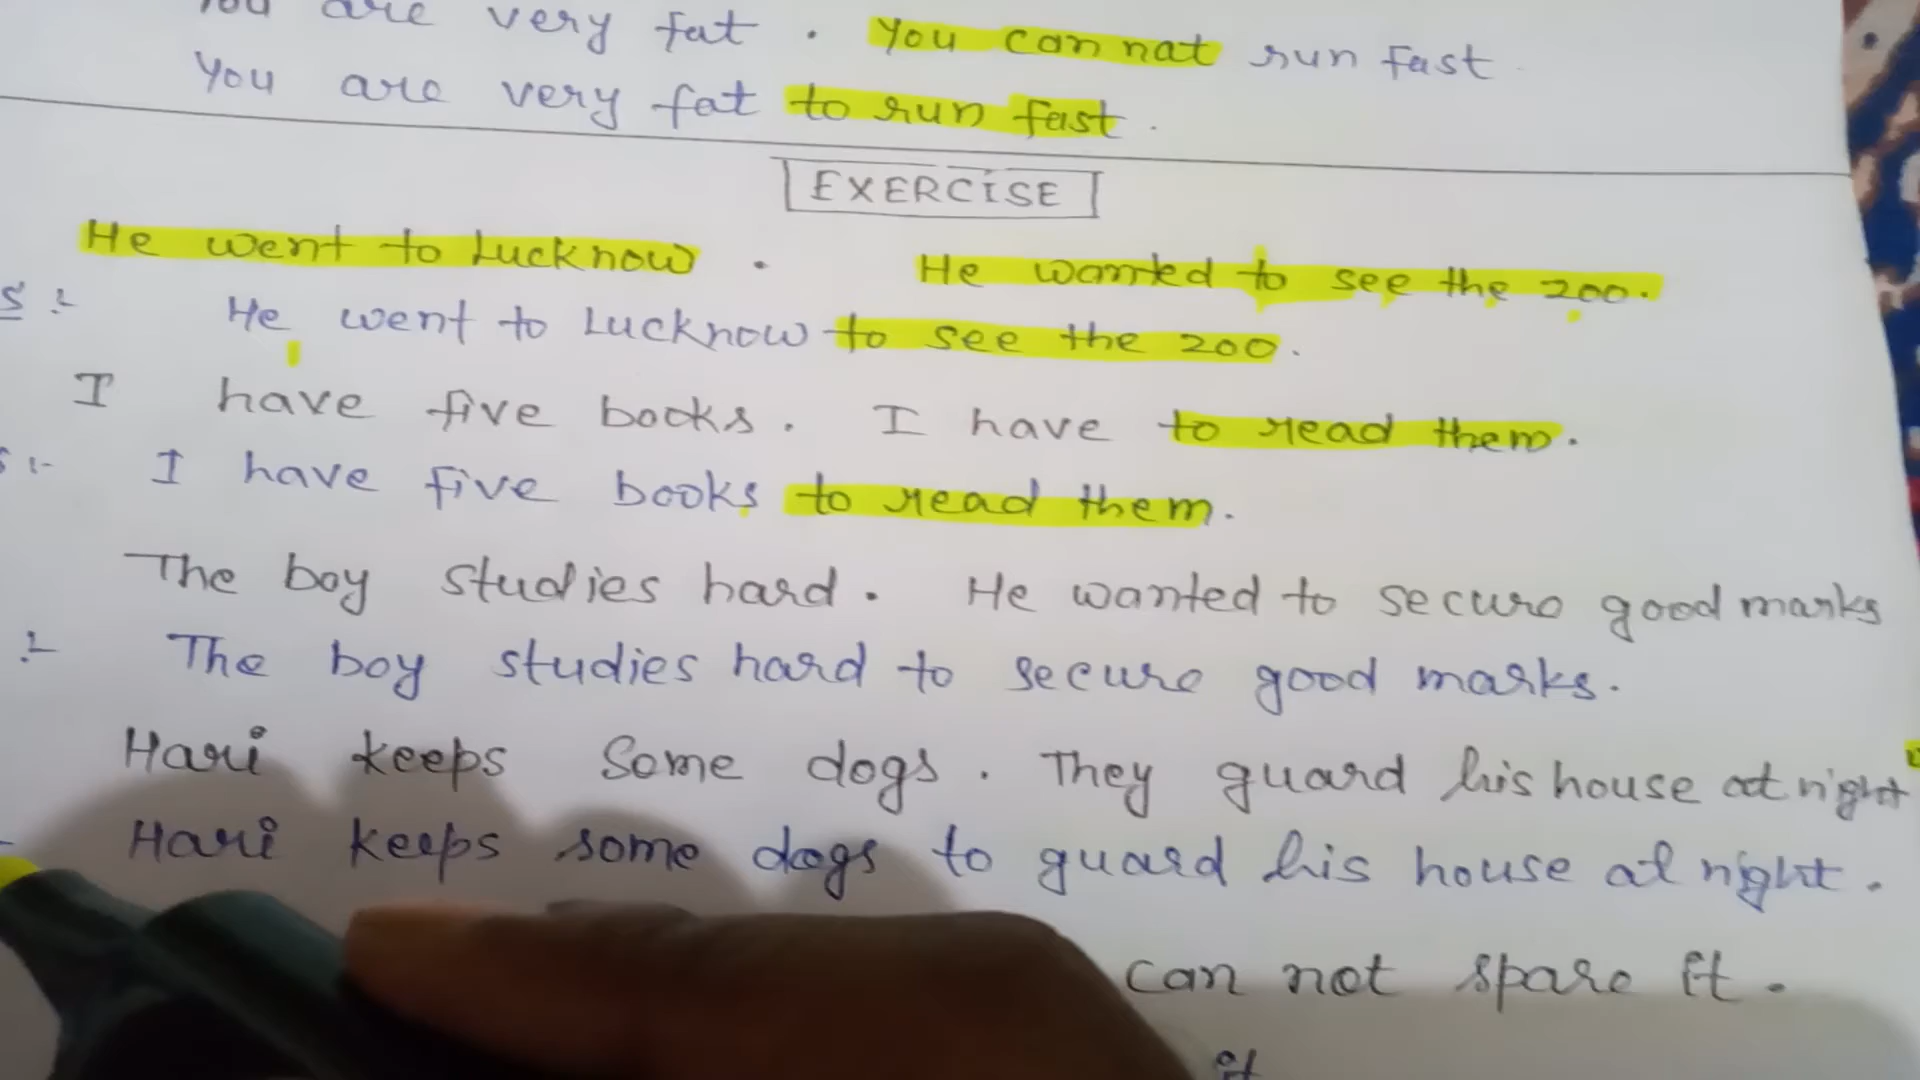 You are very fat. You can nat run fast
You are very fat to run fast.
EXERCISE
He went to Lucknow. He wanted to see the zoo.
S:- He went to Lucknow to see the zoo.
I have five books. I have to read them.
S:- I have five books to read them.
The boy studies hard. He wanted to secure good marks
:- The boy studies hard to secure good marks.
Hari keeps some dogs. They guard his house at night
Hari keeps some dogs to guard his house at night.
can not spare it.